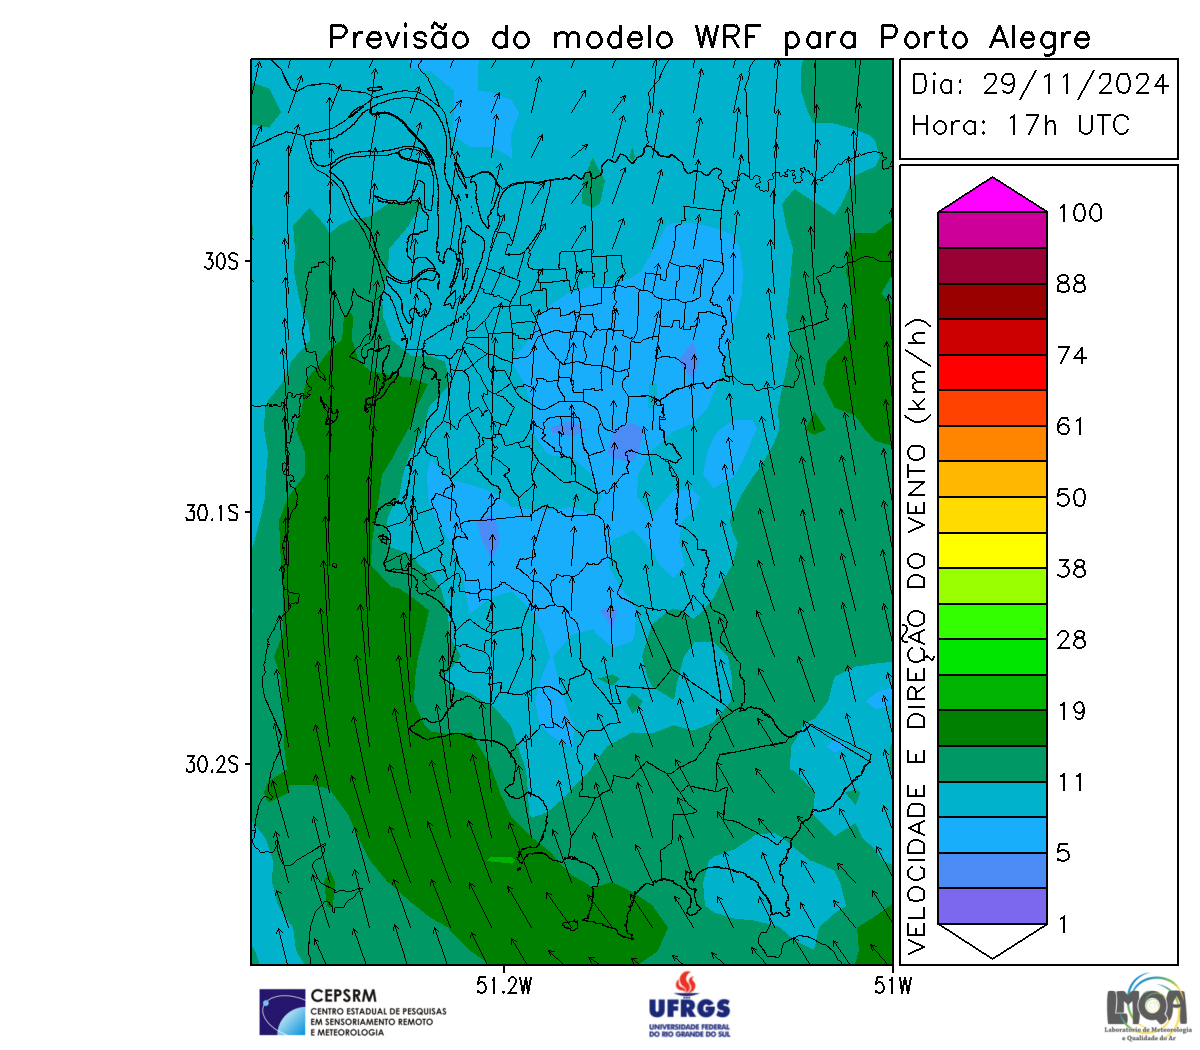 Previsão do modelo WRF para Porto Alegre
Dia: 29/11/2024
Hora: 17h UTC
100
88
74
61
50
38
28
19
11
5
1
VELOCIDADE E DIREÇÃO DO VENTO (km/h)
30S
30.1S
30.2S
51.2W
51W
CEPSRM
CENTRO ESTADUAL DE PESQUISAS
EM SENSORIAMENTO REMOTO
E METEOROLOGIA
UFRGS
UNIVERSIDADE FEDERAL
DO RIO GRANDE DO SUL
LMQA
Laboratório de Meteorologia
e Qualidade do Ar